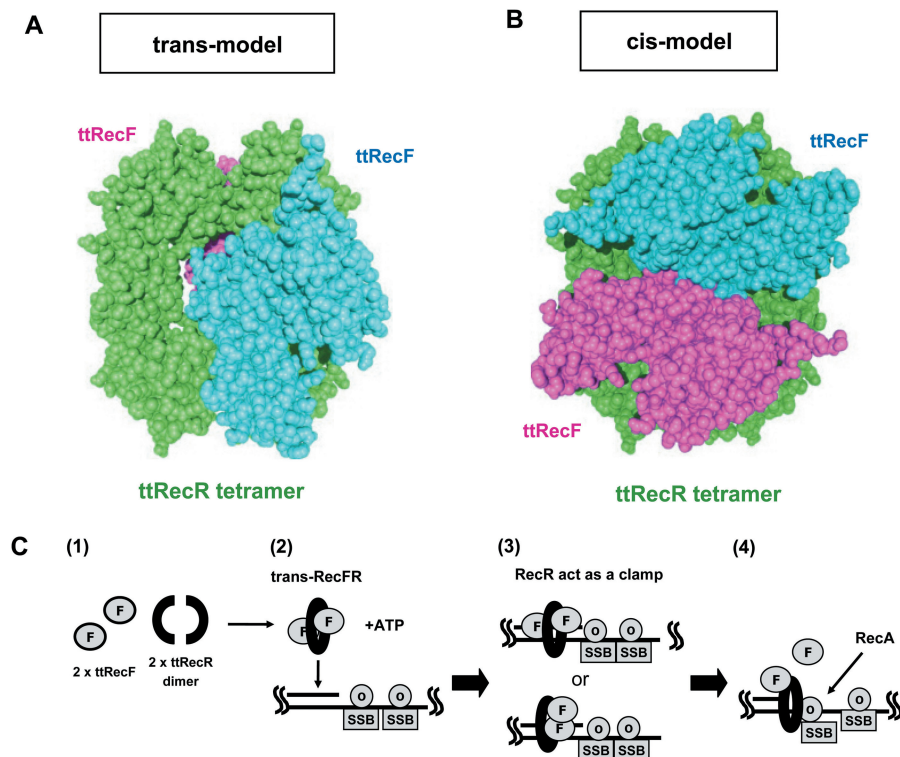 A
trans-model
ttRecF
ttRecF
ttRecR tetramer
B
cis-model
ttRecF
ttRecF
ttRecR tetramer
C
(1)
F
F
2 x ttRecF
2 x ttRecR
dimer
(2)
trans-RecFR
F
F
+ATP
o
o
SSB
SSB
(3)
RecR act as a clamp
F
F
o
o
SSB
SSB
or
F
F
o
o
SSB
SSB
(4)
RecA
F
F
o
o
SSB
SSB